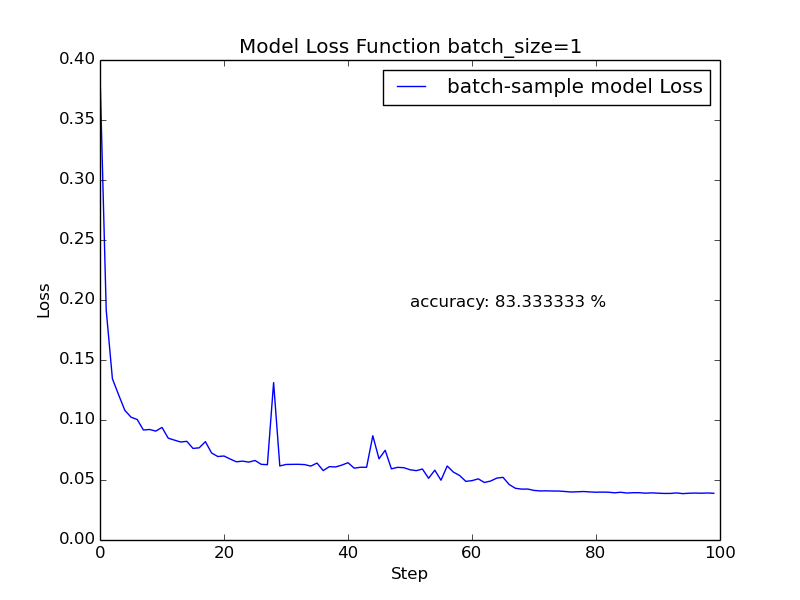 Model Loss Function batch_size=1
batch-sample model Loss
0.40
0.35
0.30
0.25
0.20
0.15
0.10
0.05
0.00
Loss
accuracy: 83.333333 %
0 20 40 60 80 100
Step